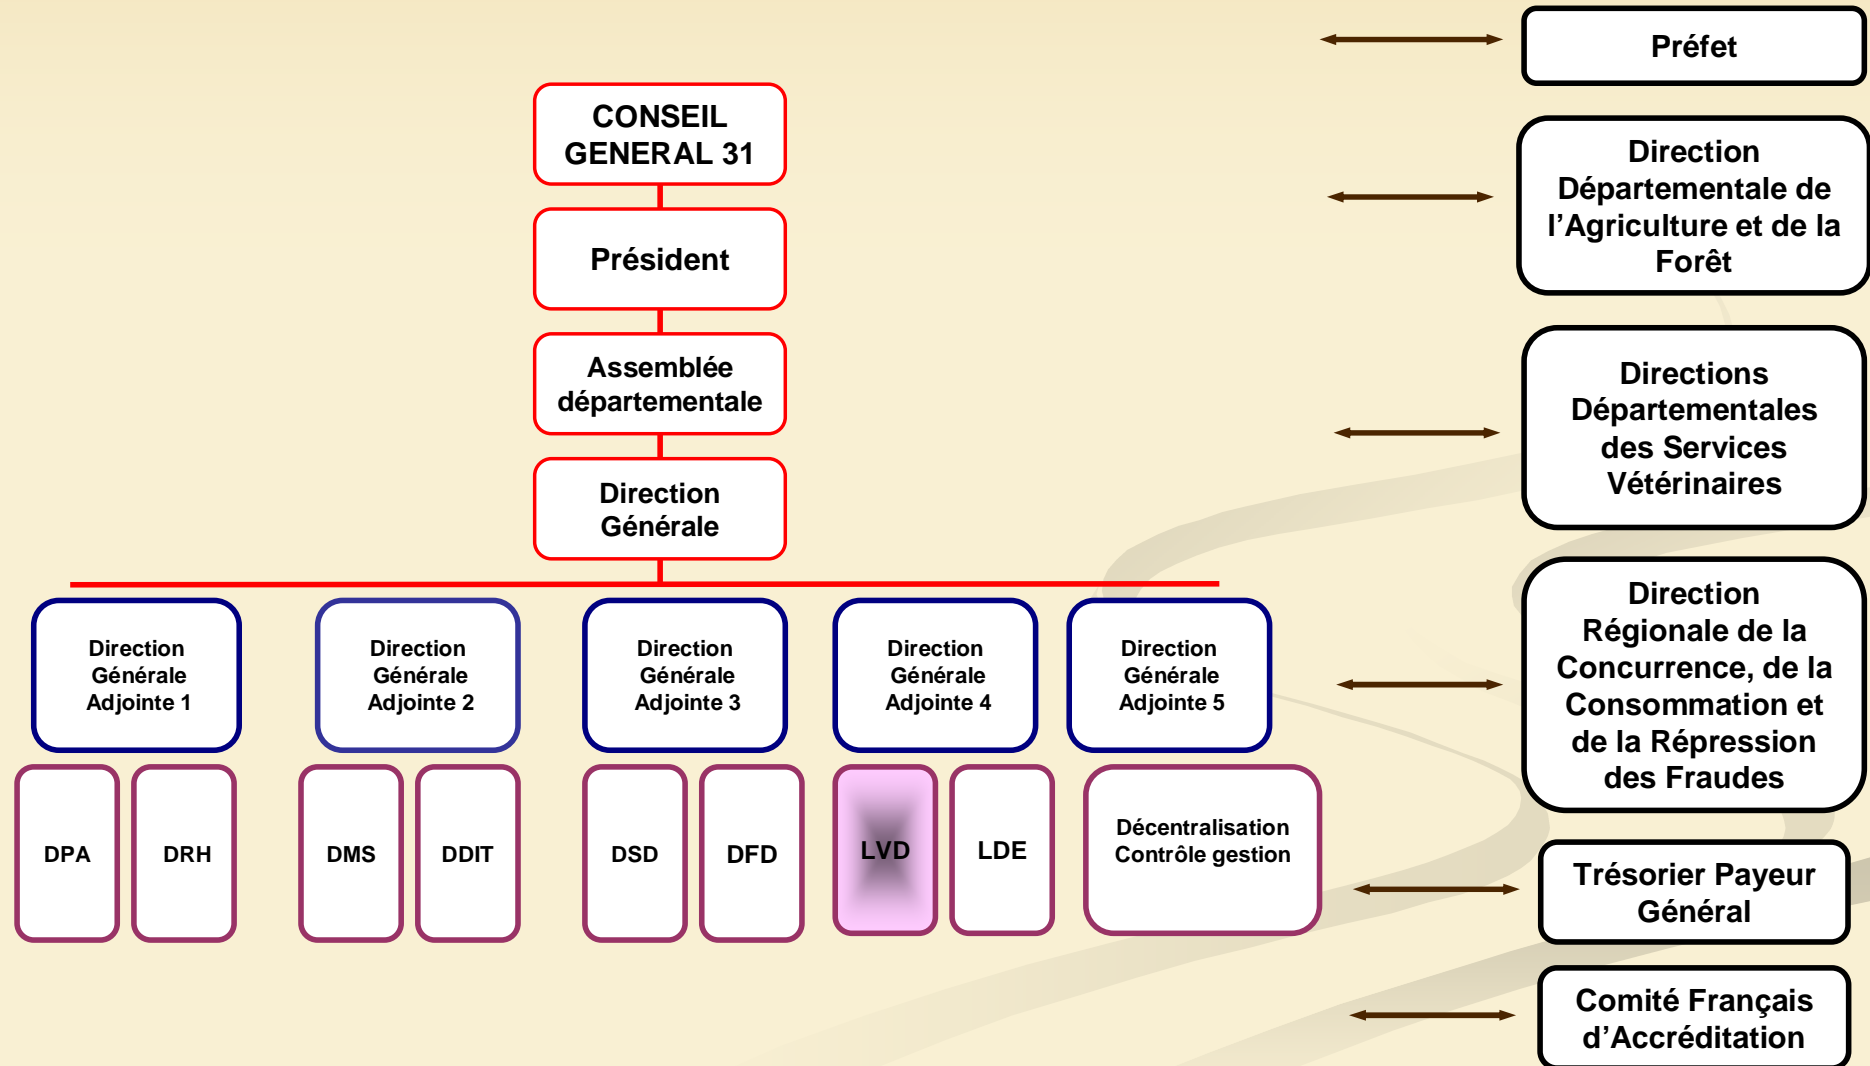 CONSEIL
GENERAL 31
Président
Assemblée
départementale
Direction
Générale
Direction
Générale
Adjointe 1
Direction
Générale
Adjointe 2
Direction
Générale
Adjointe 3
Direction
Générale
Adjointe 4
Direction
Générale
Adjointe 5
DPA
DRH
DMS
DDIT
DSD
DFD
LVD
LDE
Décentralisation
Contrôle gestion
Préfet
Direction
Départementale de
l’Agriculture et de la
Forêt
Directions
Départementales
des Services
Vétérinaires
Direction
Régionale de la
Concurrence, de la
Consommation et
de la Répression
des Fraudes
Trésorier Payeur
Général
Comité Français
d’Accréditation